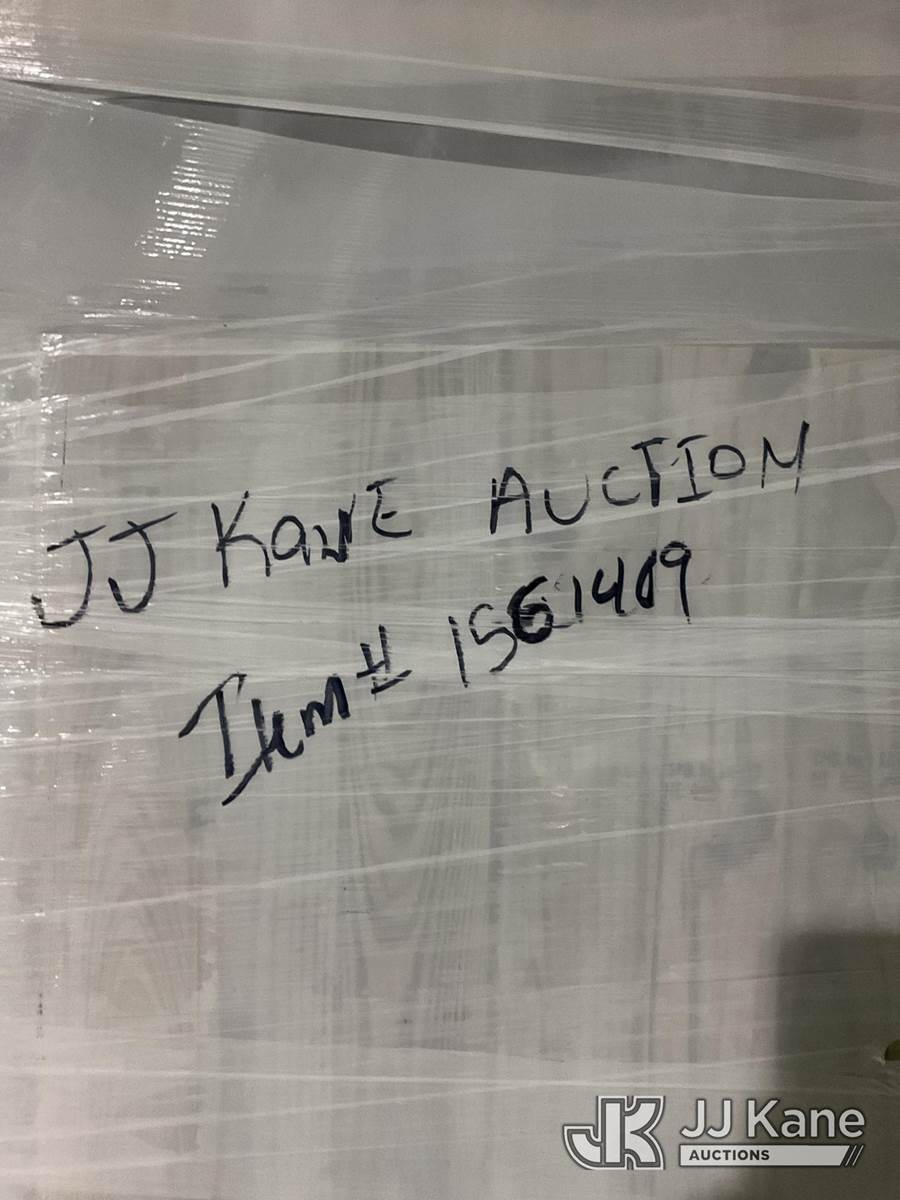 JJ KaNE AUCTION
Item# 1561409
JJ Kane
AUCTIONS